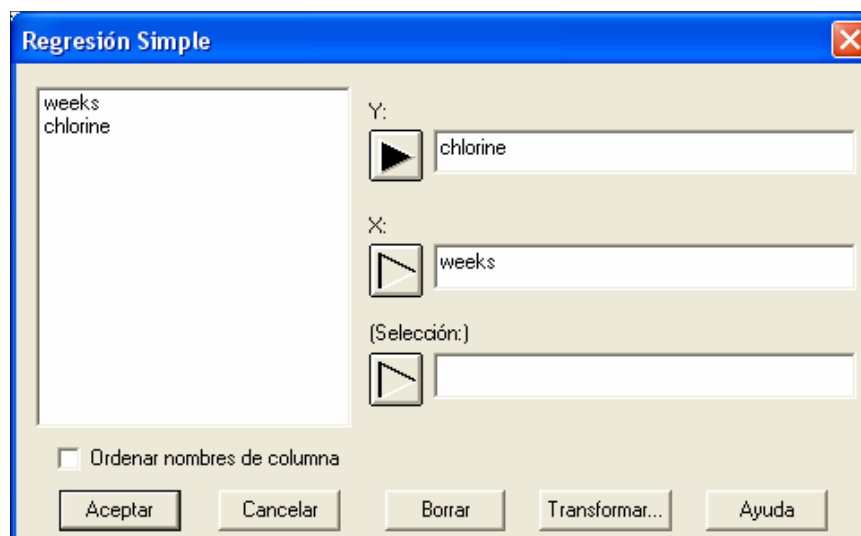 Regresión Simple
weeks
chlorine
Y:
chlorine
X:
weeks
(Selección:)
Ordenar nombres de columna
Aceptar
Cancelar
Borrar
Transformar...
Ayuda